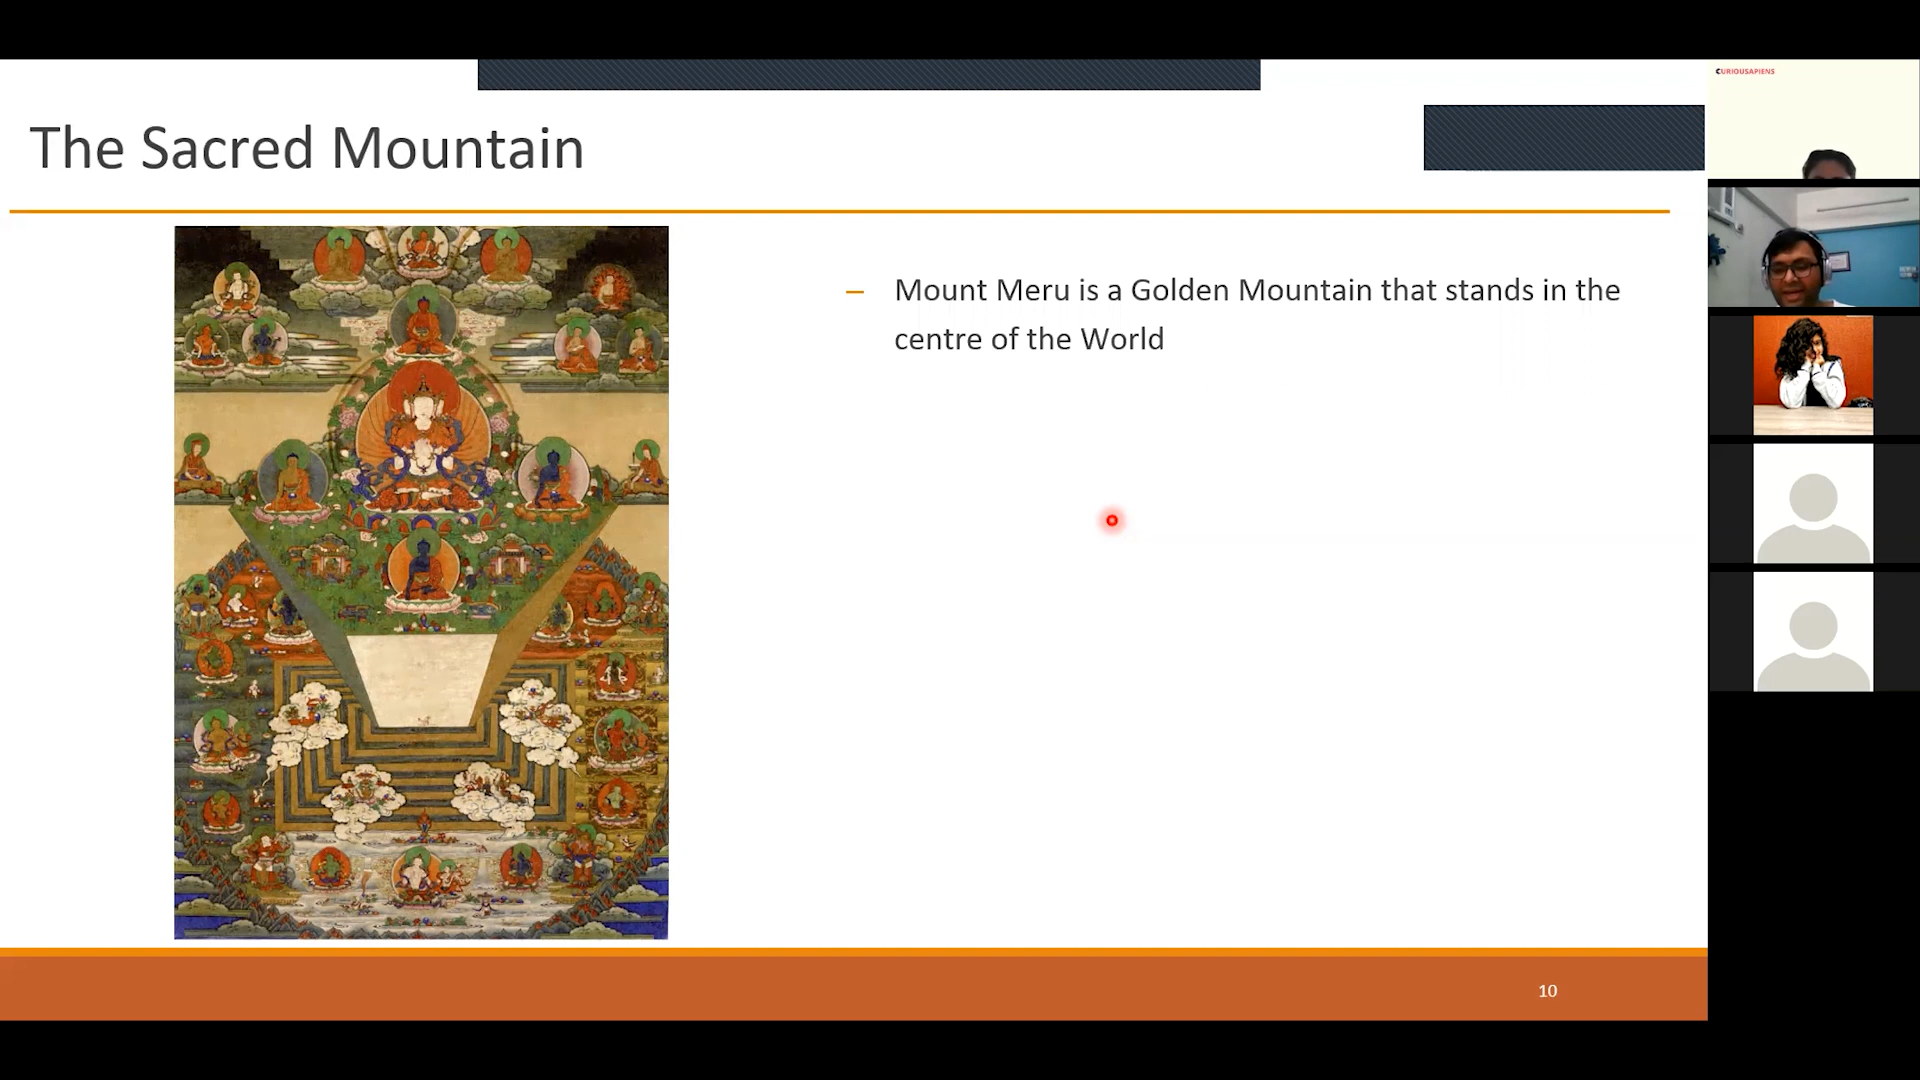 The Sacred Mountain
CURIOUSAPIENS
– Mount Meru is a Golden Mountain that stands in the
centre of the World
10